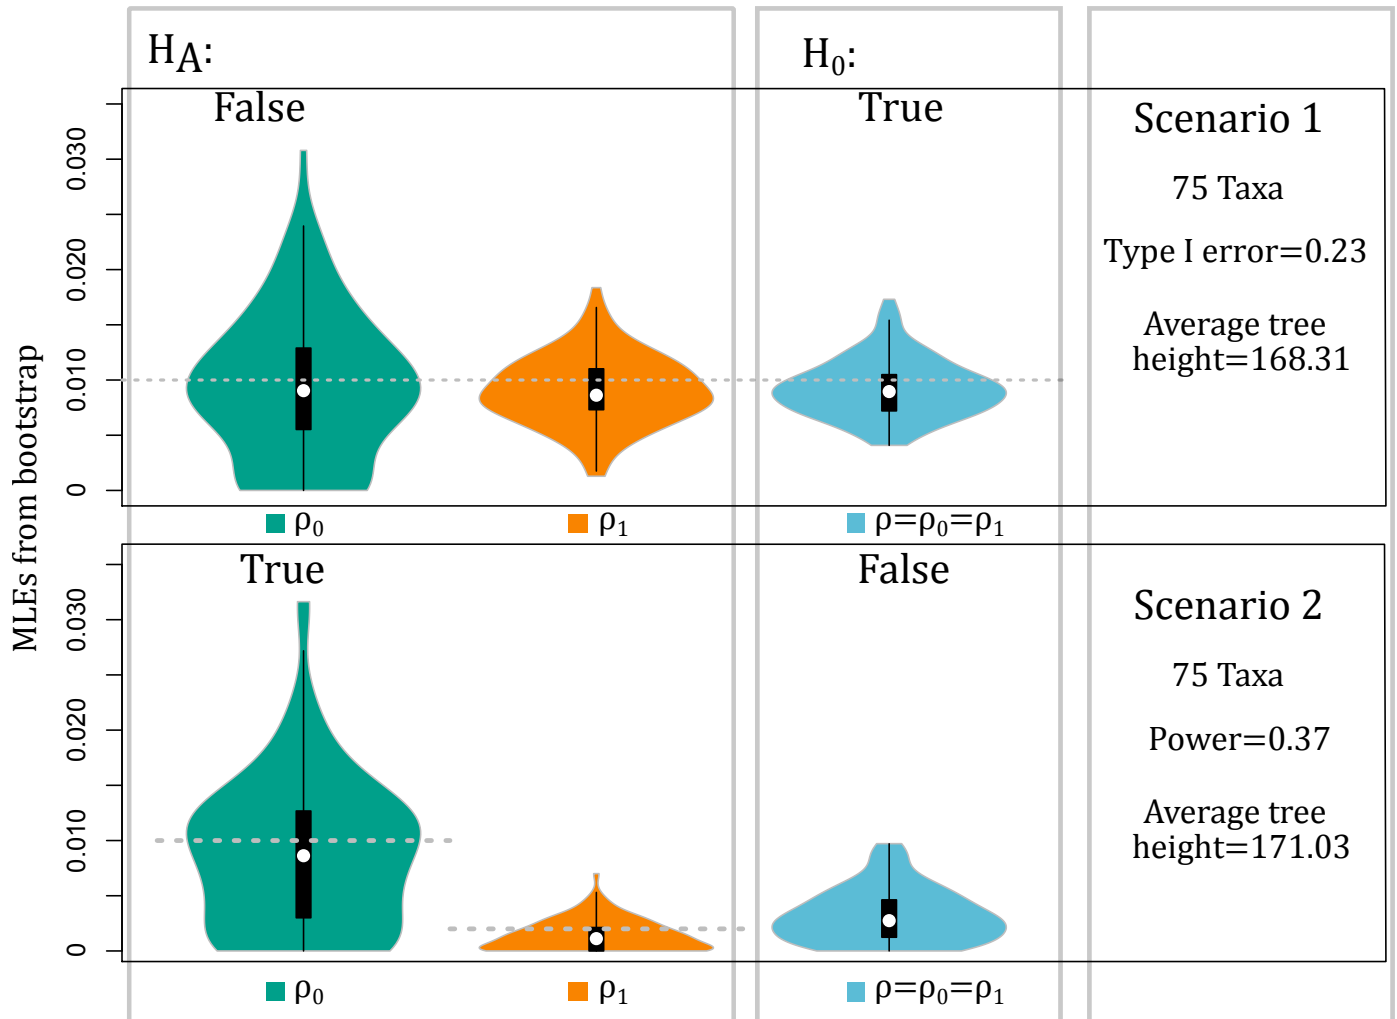 H_A:
H₀:
False
True
Scenario 1
75 Taxa
Type I error=0.23
Average tree
height=168.31
MLEs from bootstrap
0.030
0.020
0.010
0
ρ₀
ρ₁
ρ=ρ₀=ρ₁
True
False
Scenario 2
75 Taxa
Power=0.37
Average tree
height=171.03
0.030
0.020
0.010
0
ρ₀
ρ₁
ρ=ρ₀=ρ₁